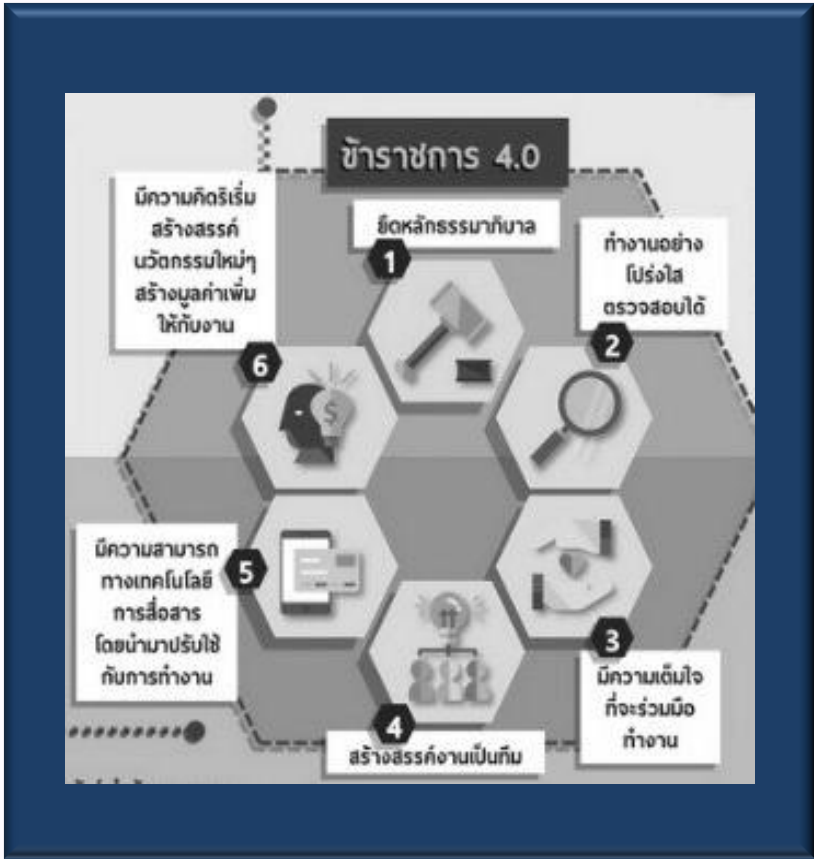 ข้าราชการ 4.0
ยึดหลักธรรมาภิบาล
1
ทำงานอย่าง
โปร่งใส
ตรวจสอบได้
2
3
มีความเต็มใจ
ที่จะร่วมมือ
ทำงาน
4
สร้างสรรค์งานเป็นทีม
มีความสามารถ
ทางเทคโนโลยี
การสื่อสาร
โดยนำมาปรับใช้
กับการทำงาน
5
มีความคิดริเริ่ม
สร้างสรรค์
นวัตกรรมใหม่ๆ
สร้างมูลค่าเพิ่ม
ให้กับงาน
6
$